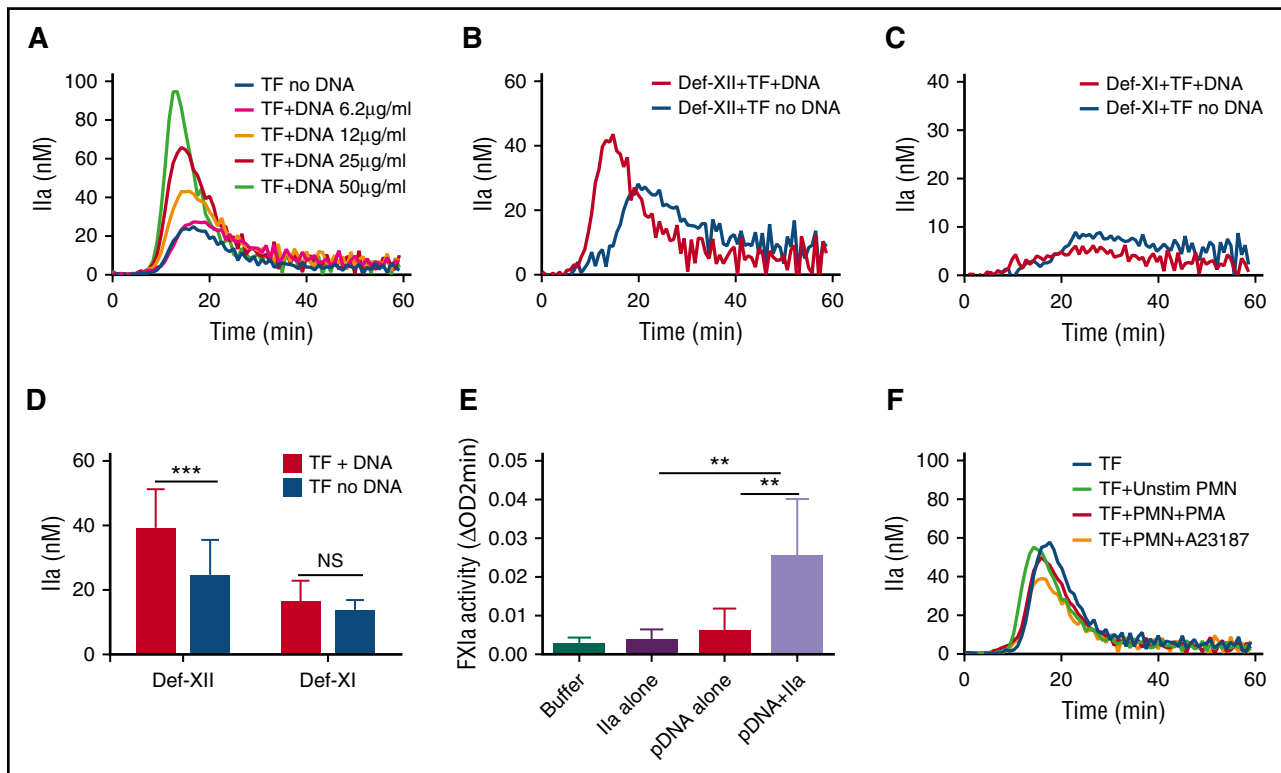 A
IIa (nM)
100
80
60
40
20
0
0 20 40 60
Time (min)
TF no DNA
TF+DNA 6.2μg/ml
TF+DNA 12μg/ml
TF+DNA 25μg/ml
TF+DNA 50μg/ml
B
IIa (nM)
60
40
20
0
0 20 40 60
Time (min)
Def-XII+TF+DNA
Def-XII+TF no DNA
C
IIa (nM)
40
30
20
10
0
0 20 40 60
Time (min)
Def-XI+TF+DNA
Def-XI+TF no DNA
D
IIa (nM)
60
40
20
0
***
NS
TF + DNA
TF no DNA
Def-XII Def-XI
E
FXIa activity (ΔOD2min)
0.05
0.04
0.03
0.02
0.01
0.00
**
**
Buffer
IIa alone
pDNA alone
pDNA+IIa
F
IIa (nM)
100
80
60
40
20
0
0 20 40 60
Time (min)
TF
TF+Unstim PMN
TF+PMN+PMA
TF+PMN+A23187